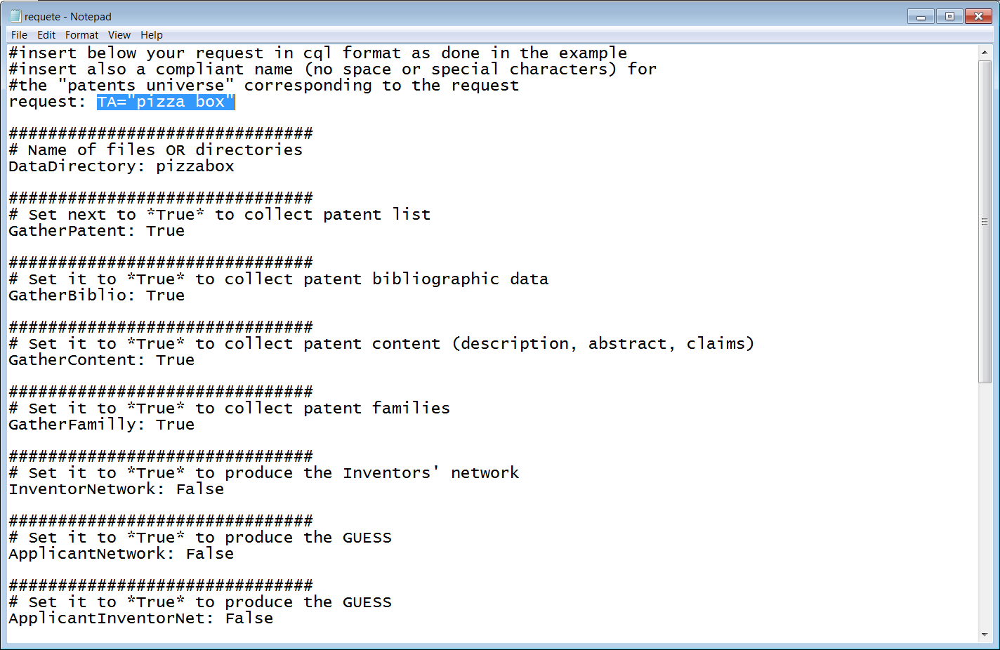 requete - Notepad
File Edit Format View Help
#insert below your request in cql format as done in the example
#insert also a compliant name (no space or special characters) for
#the "patents universe" corresponding to the request
request: TA="pizza box"
###############################
# Name of files OR directories
DataDirectory: pizzabox
###############################
# Set next to *True* to collect patent list
GatherPatent: True
###############################
# Set it to *True* to collect patent bibliographic data
GatherBiblio: True
###############################
# Set it to *True* to collect patent content (description, abstract, claims)
GatherContent: True
###############################
# Set it to *True* to collect patent families
GatherFamilly: True
###############################
# Set it to *True* to produce the Inventors' network
InventorNetwork: False
###############################
# Set it to *True* to produce the GUESS
ApplicantNetwork: False
###############################
# Set it to *True* to produce the GUESS
ApplicantInventorNet: False